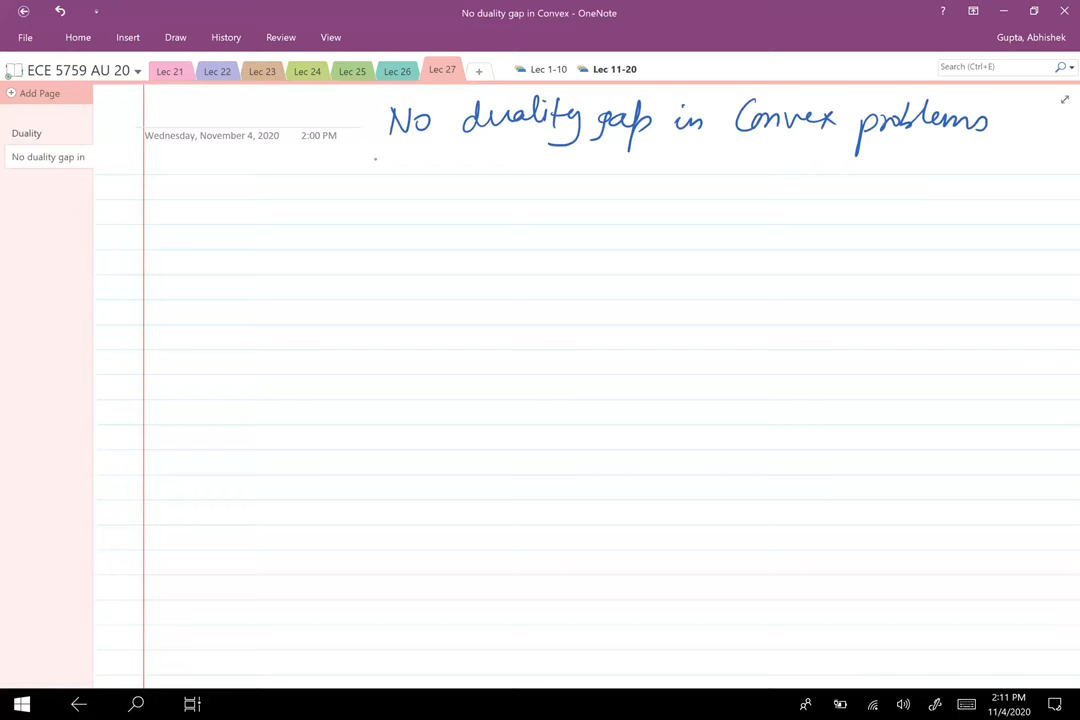 No duality gap in Convex - OneNote
?
File
Home
Insert
Draw
History
Review
View
Gupta, Abhishek
ECE 5759 AU 20
Lec 21
Lec 22
Lec 23
Lec 24
Lec 25
Lec 26
Lec 27
+
Lec 1-10
Lec 11-20
Search (Ctrl+E)
Add Page
Duality
No duality gap in
No duality gap in Convex problems
Wednesday, November 4, 2020 2:00 PM
2:11 PM
11/4/2020